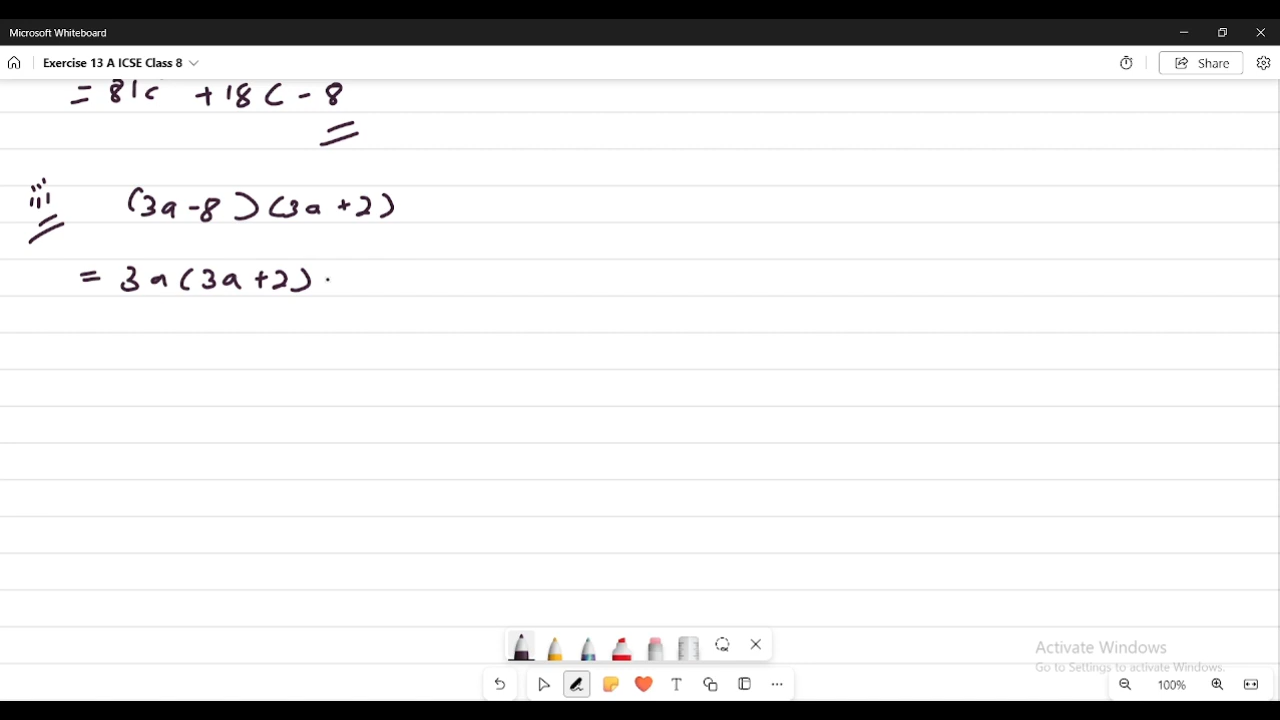 Microsoft Whiteboard
Exercise 13 A ICSE Class 8
Share
= 81c + 18c - 8
iii (3a - 8)(3a + 2)
= 3a(3a + 2) -
T
Activate Windows
Go to Settings to activate Windows.
100%